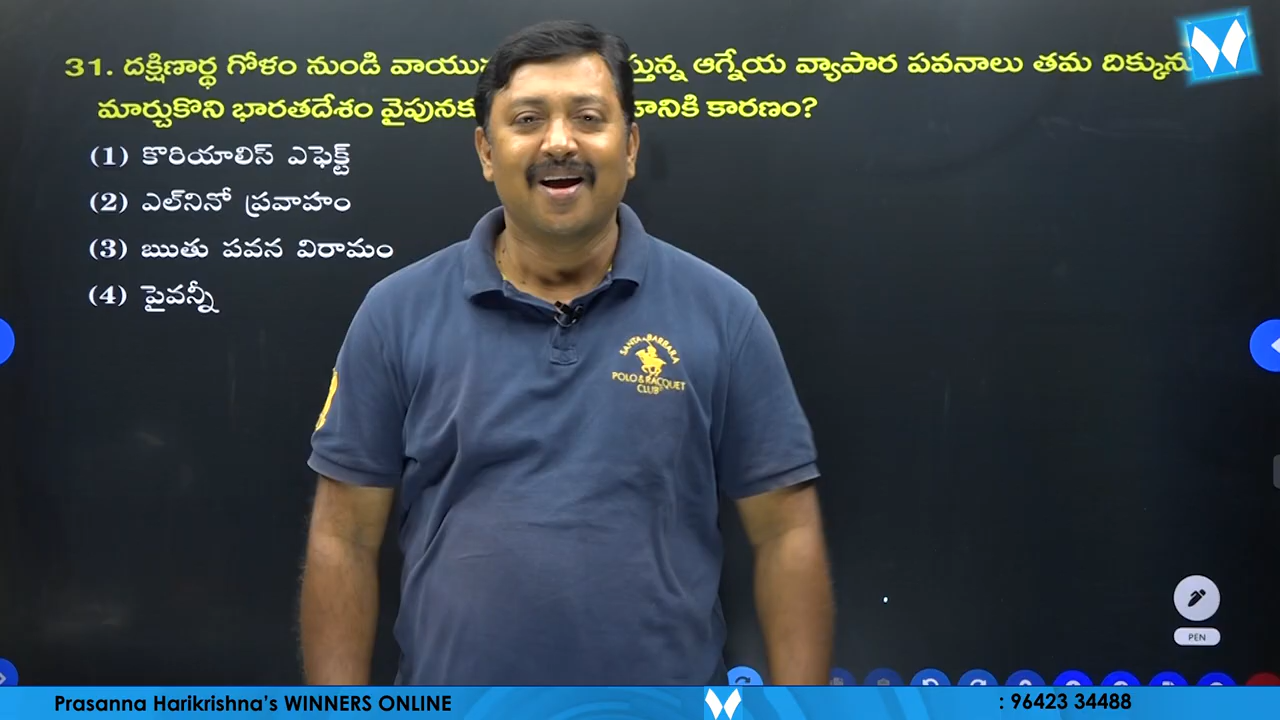 31. దక్షిణార్థ గోళం నుండి స్తున్న ఆగ్నేయ వ్యాపార పవనాలు తమ దిక్కును
మార్చుకొని భారతదేశం వైపునకు కారణం?
(1) కొరియాలిస్ ఎఫెక్ట్
(2) ఎల్‌నినో ప్రవాహం
(3) ఋతు పవన విరామం
(4) పైవన్నీ
SANTA BARBARA
POLO & RACQUET
CLUB
PEN
Prasanna Harikrishna's WINNERS ONLINE
: 96423 34488